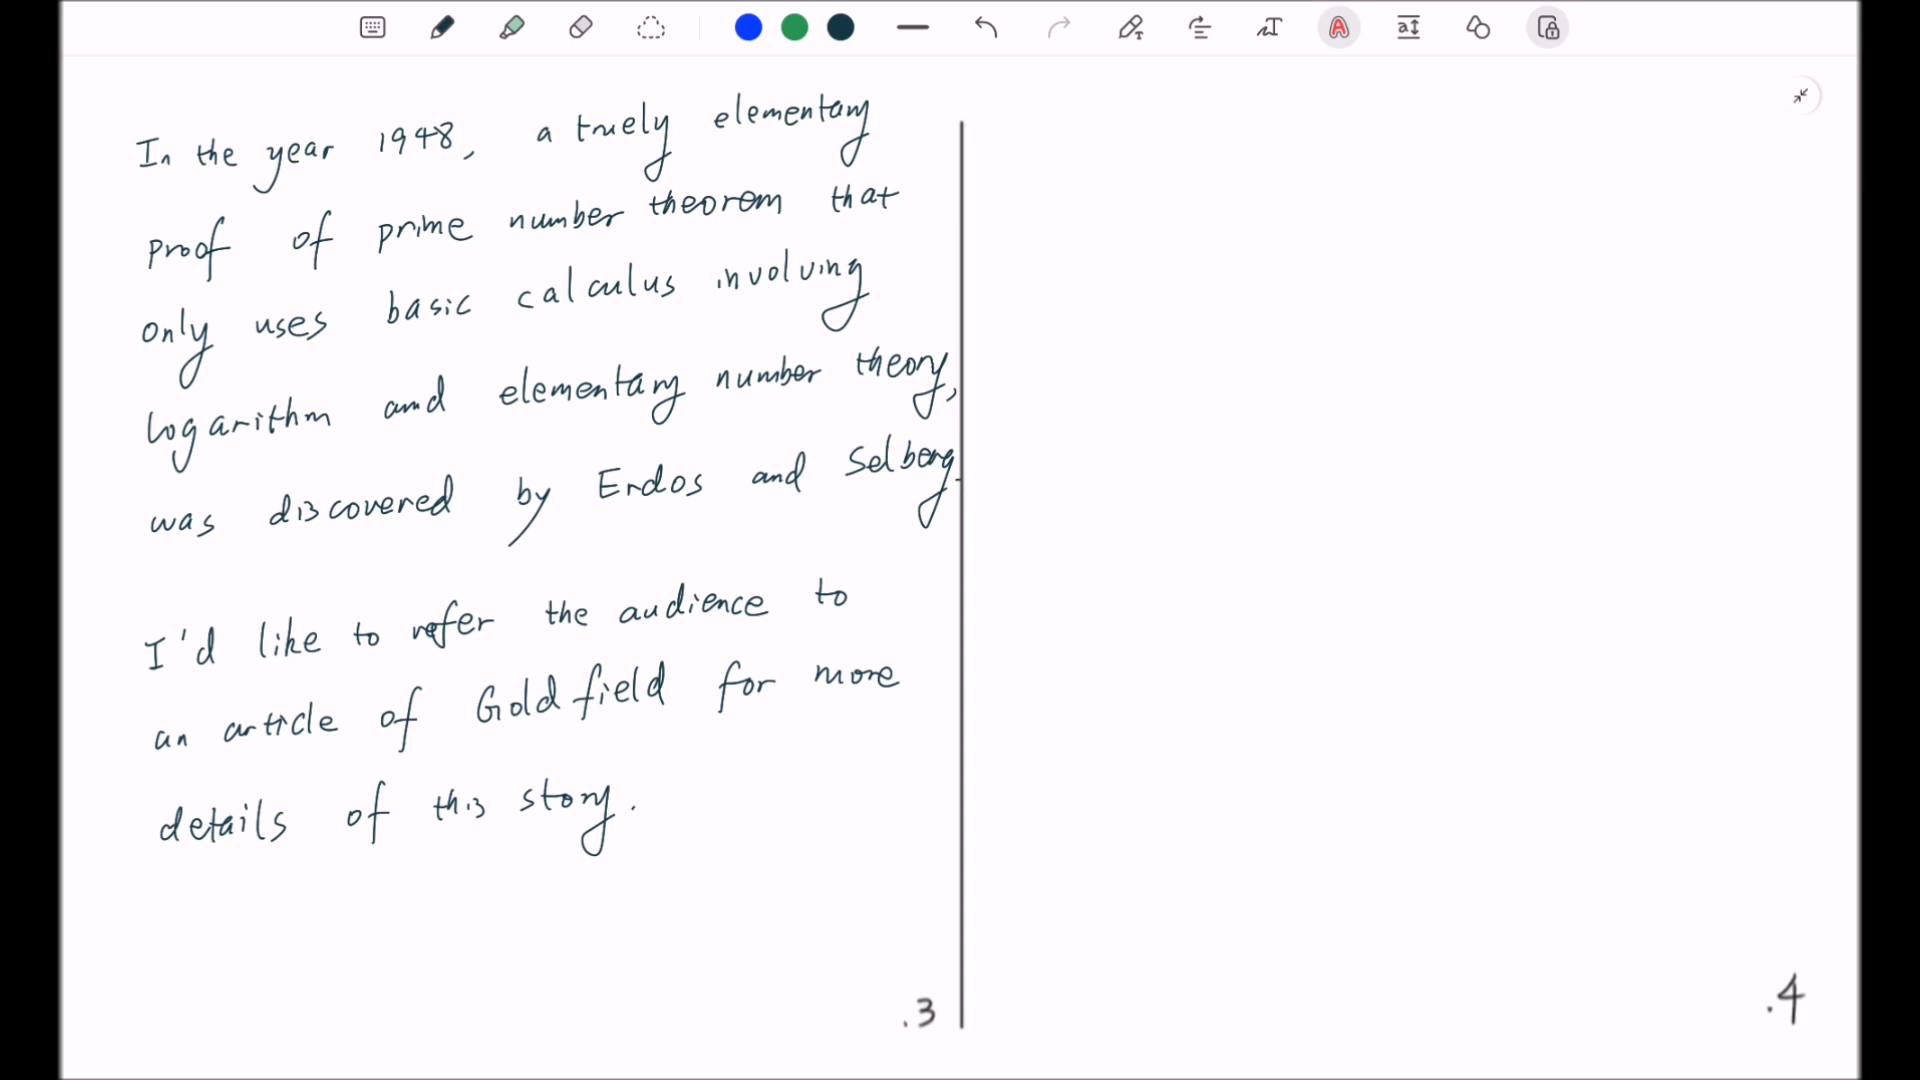 In the year 1948, a truely elementary
proof of prime number theorem that
only uses basic calculus involving
logarithm and elementary number theory,
was discovered by Erdos and Selberg.
I'd like to refer the audience to
an article of Goldfield for more
details of this story.
.3
.4